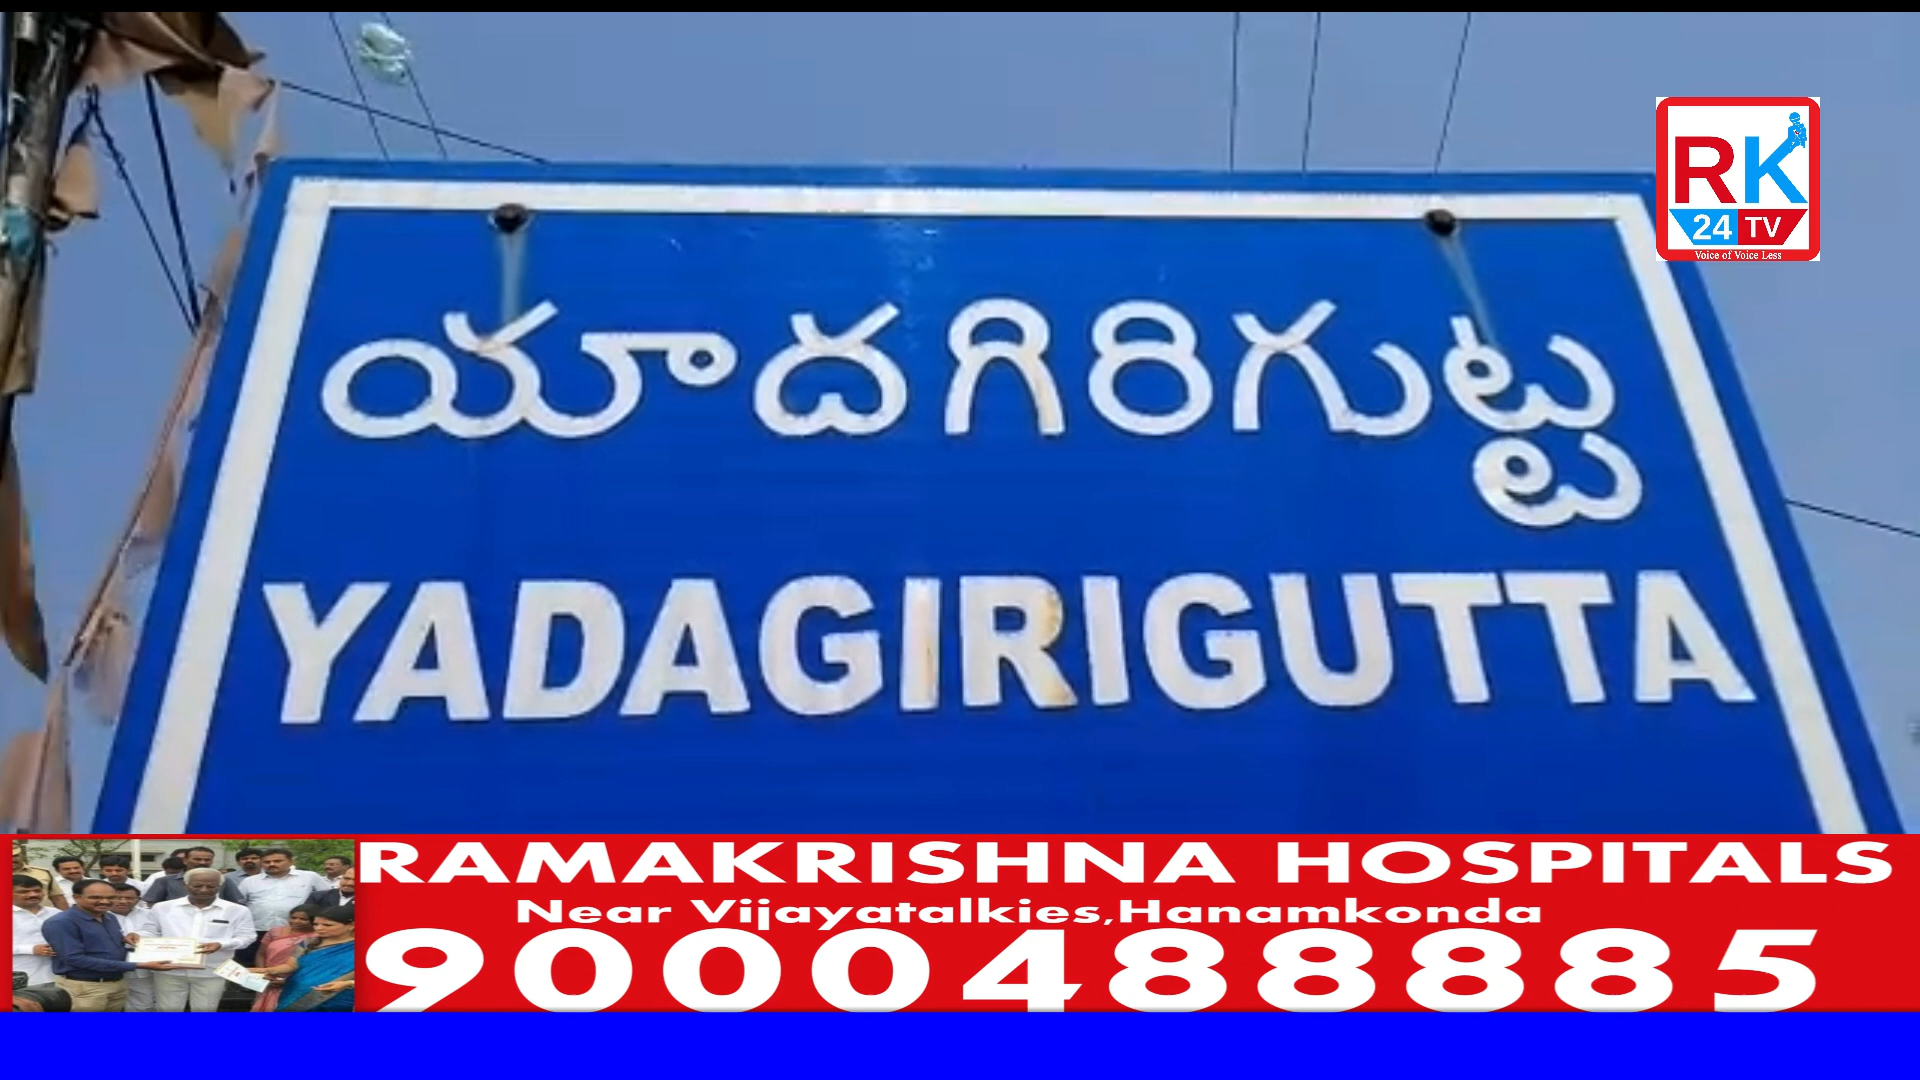 RK
24 TV
Voice of Voice Less
యాదగిరిగుట్ట
YADAGIRIGUTTA
RAMAKRISHNA HOSPITALS
Near Vijayatalkies,Hanamkonda
9000488885